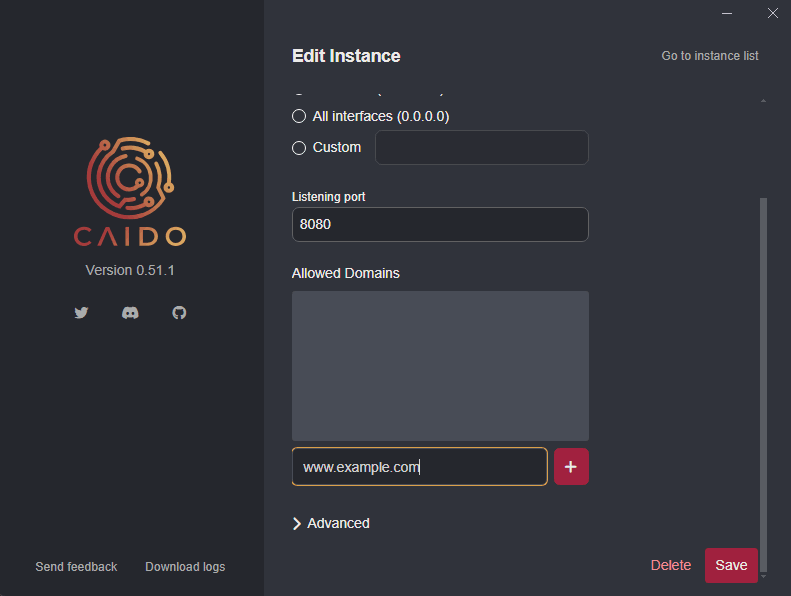 Edit Instance
Go to instance list
All interfaces (0.0.0.0)
Custom
Listening port
8080
CAIDO
Version 0.51.1
Allowed Domains
www.example.com
+
Advanced
Send feedback
Download logs
Delete
Save